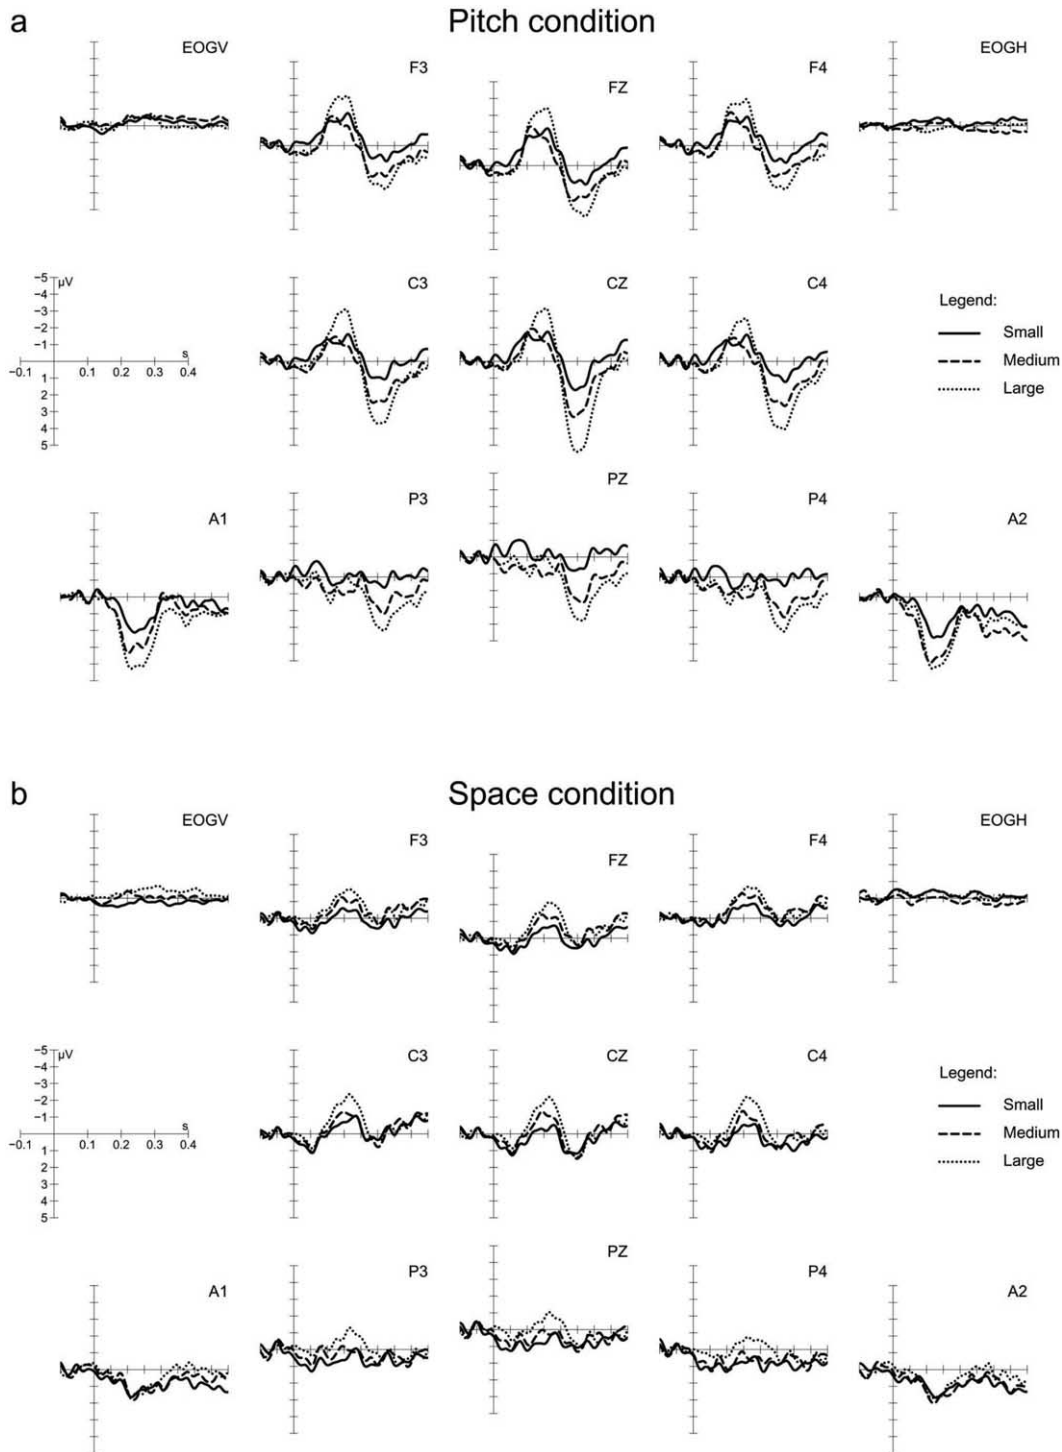 a
Pitch condition
EOGV
F3
FZ
F4
EOGH
−5
μV
−4
−3
−2
−1
s
−0.1 0.1 0.2 0.3 0.4
1
2
3
4
5
C3
CZ
C4
Legend:
Small
Medium
Large
A1
P3
PZ
P4
A2
b
Space condition
EOGV
F3
FZ
F4
EOGH
−5
μV
−4
−3
−2
−1
s
−0.1 0.1 0.2 0.3 0.4
1
2
3
4
5
C3
CZ
C4
Legend:
Small
Medium
Large
A1
P3
PZ
P4
A2